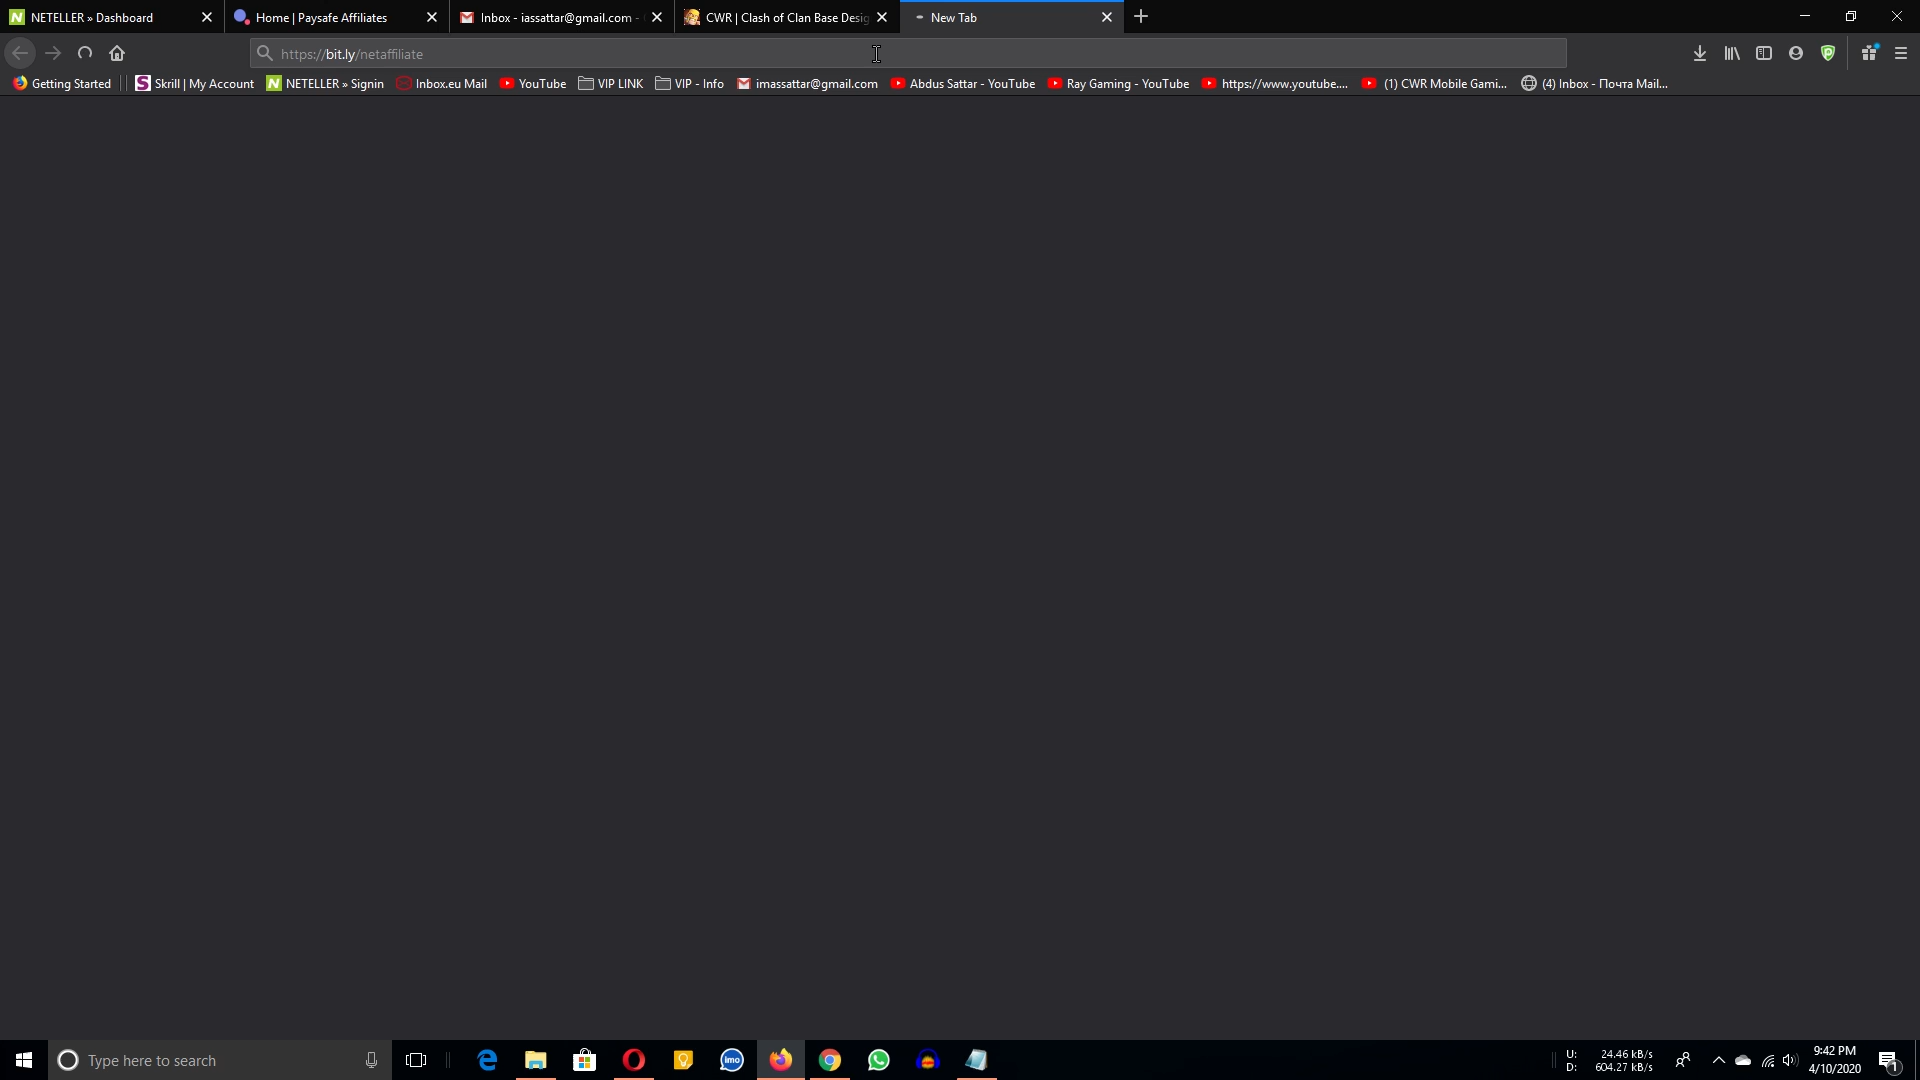 NETELLER » Dashboard
Home | Paysafe Affiliates
Inbox - iassattar@gmail.com -
CWR | Clash of Clan Base Desig
New Tab
https://bit.ly/netaffiliate
Getting Started
Skrill | My Account
NETELLER » Signin
Inbox.eu Mail
YouTube
VIP LINK
VIP - Info
imassattar@gmail.com
Abdus Sattar - YouTube
Ray Gaming - YouTube
https://www.youtube....
(1) CWR Mobile Gami...
(4) Inbox - Почта Mail...
Type here to search
imo
U: 24.46 kB/s
D: 604.27 kB/s
9:42 PM
4/10/2020
1